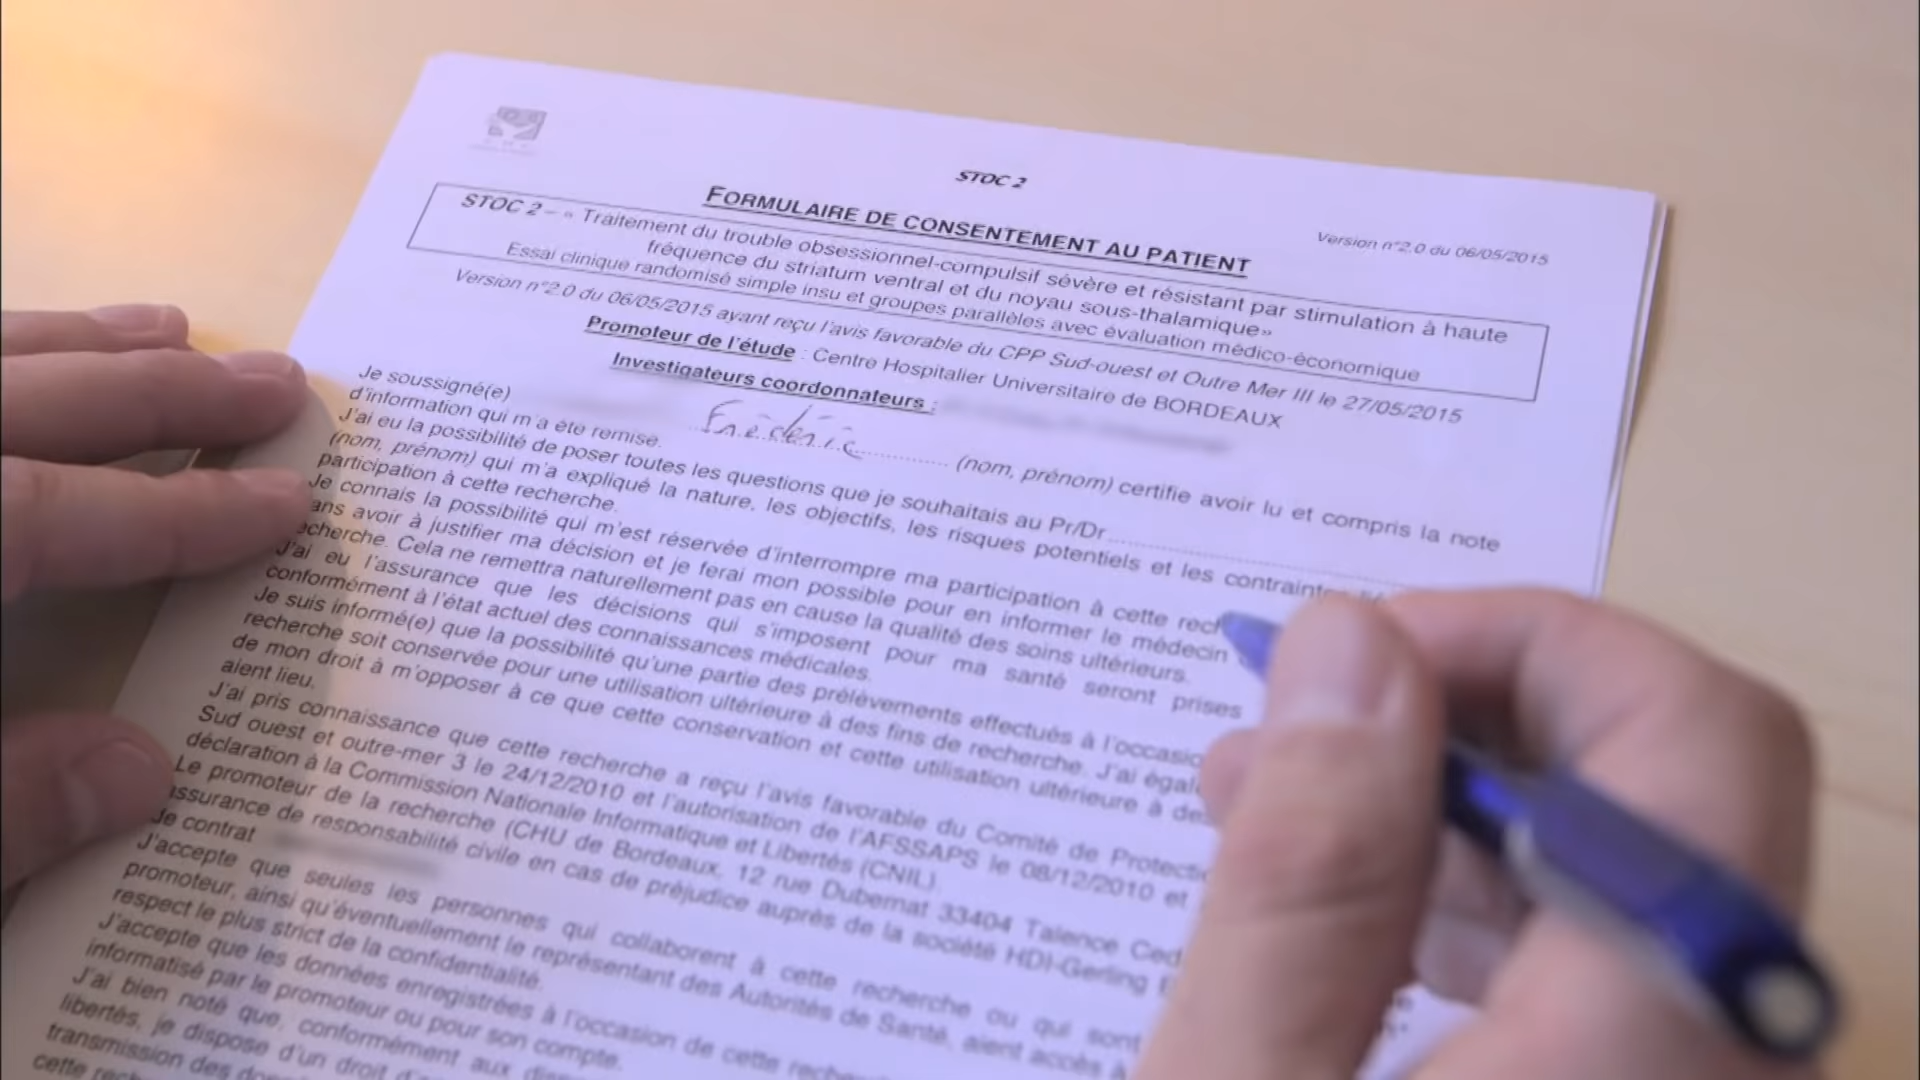 STOC 2
FORMULAIRE DE CONSENTEMENT AU PATIENT
Version n°2.0 du 06/05/2015
STOC 2 – « Traitement du trouble obsessionnel-compulsif sévère et résistant par stimulation à haute
fréquence du striatum ventral et du noyau sous-thalamique»
Essai clinique randomisé simple insu et groupes parallèles avec évaluation médico-économique
Version n°2.0 du 06/05/2015 ayant reçu l'avis favorable du CPP Sud-ouest et Outre Mer III le 27/05/2015
Promoteur de l'étude : Centre Hospitalier Universitaire de BORDEAUX
Investigateurs coordonnateurs :
Je soussigné(e) Frédéric (nom, prénom) certifie avoir lu et compris la note
d'information qui m'a été remise.
J'ai eu la possibilité de poser toutes les questions que je souhaitais au Pr/Dr
(nom, prénom) qui m'a expliqué la nature, les objectifs, les risques potentiels et les contraintes
participation à cette recherche.
Je connais la possibilité qui m'est réservée d'interrompre ma participation à cette rech
ans avoir à justifier ma décision et je ferai mon possible pour en informer le médecin
echerche. Cela ne remettra naturellement pas en cause la qualité des soins ultérieurs.
J'ai eu l'assurance que les décisions qui s'imposent pour ma santé seront prises
conformément à l'état actuel des connaissances médicales.
Je suis informé(e) que la possibilité qu'une partie des prélèvements effectués à l'occasio
recherche soit conservée pour une utilisation ultérieure à des fins de recherche. J'ai égal
de mon droit à m'opposer à ce que cette conservation et cette utilisation ultérieure à des
aient lieu.
J'ai pris connaissance que cette recherche a reçu l'avis favorable du Comité de Protecti
Sud ouest et outre-mer 3 le 24/12/2010 et l'autorisation de l'AFSSAPS le 08/12/2010 et
déclaration à la Commission Nationale Informatique et Libertés (CNIL).
Le promoteur de la recherche (CHU de Bordeaux, 12 rue Dubernat 33404 Talence Ced
assurance de responsabilité civile en cas de préjudice auprès de la société HDI-Gerling
de contrat
J'accepte que seules les personnes qui collaborent à cette recherche ou qui sont
promoteur, ainsi qu'éventuellement le représentant des Autorités de Santé, aient accès à
respect le plus strict de la confidentialité.
J'accepte que les données enregistrées à l'occasion de cette recher
informatisé par le promoteur ou pour son compte.
J'ai bien noté que, conformément aux disp
libertés, je dispose d'un droit d'
transmission des don
cette rech